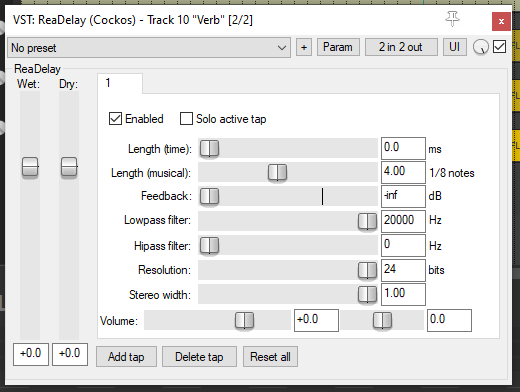 VST: ReaDelay (Cockos) - Track 10 "Verb" [2/2]
No preset
+
Param
2 in 2 out
UI
ReaDelay
Wet: Dry:
1
Enabled
Solo active tap
Length (time): 0.0 ms
Length (musical): 4.00 1/8 notes
Feedback: -inf dB
Lowpass filter: 20000 Hz
Hipass filter: 0 Hz
Resolution: 24 bits
Stereo width: 1.00
Volume: +0.0 0.0
+0.0 +0.0
Add tap
Delete tap
Reset all